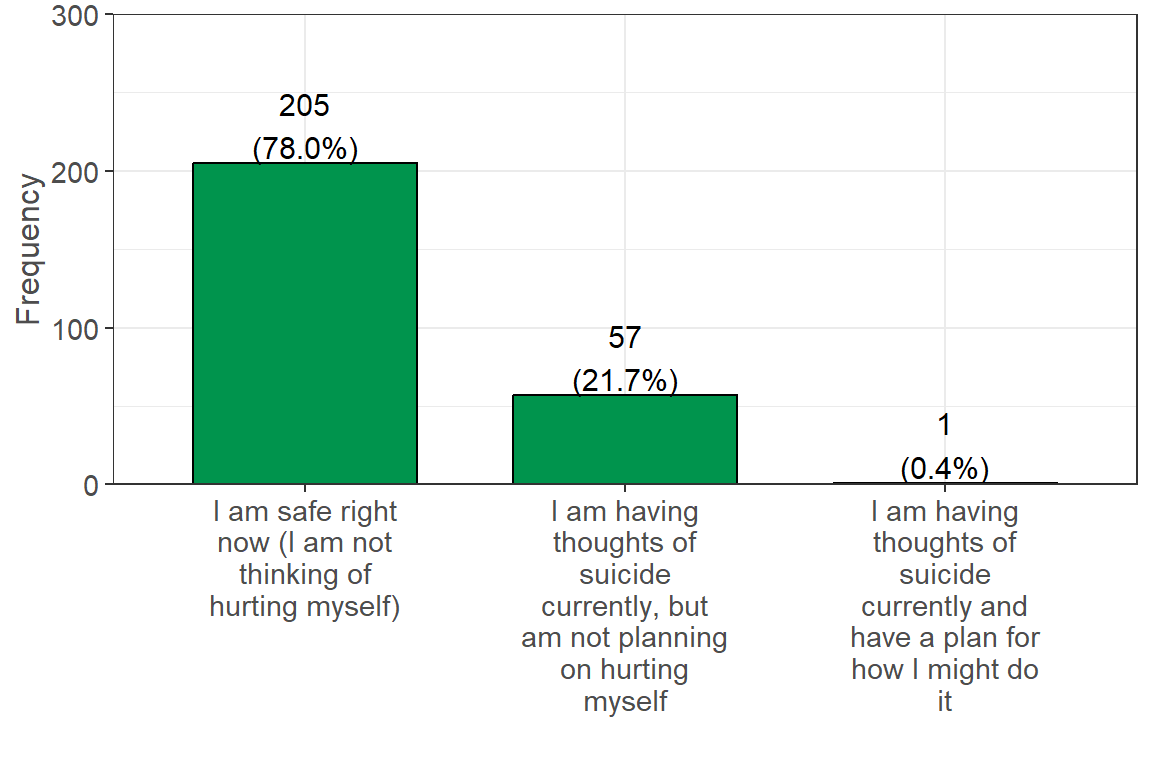 300
200
100
0
Frequency
205
(78.0%)
57
(21.7%)
1
(0.4%)
I am safe right
now (I am not
thinking of
hurting myself)
I am having
thoughts of
suicide
currently, but
am not planning
on hurting
myself
I am having
thoughts of
suicide
currently and
have a plan for
how I might do
it